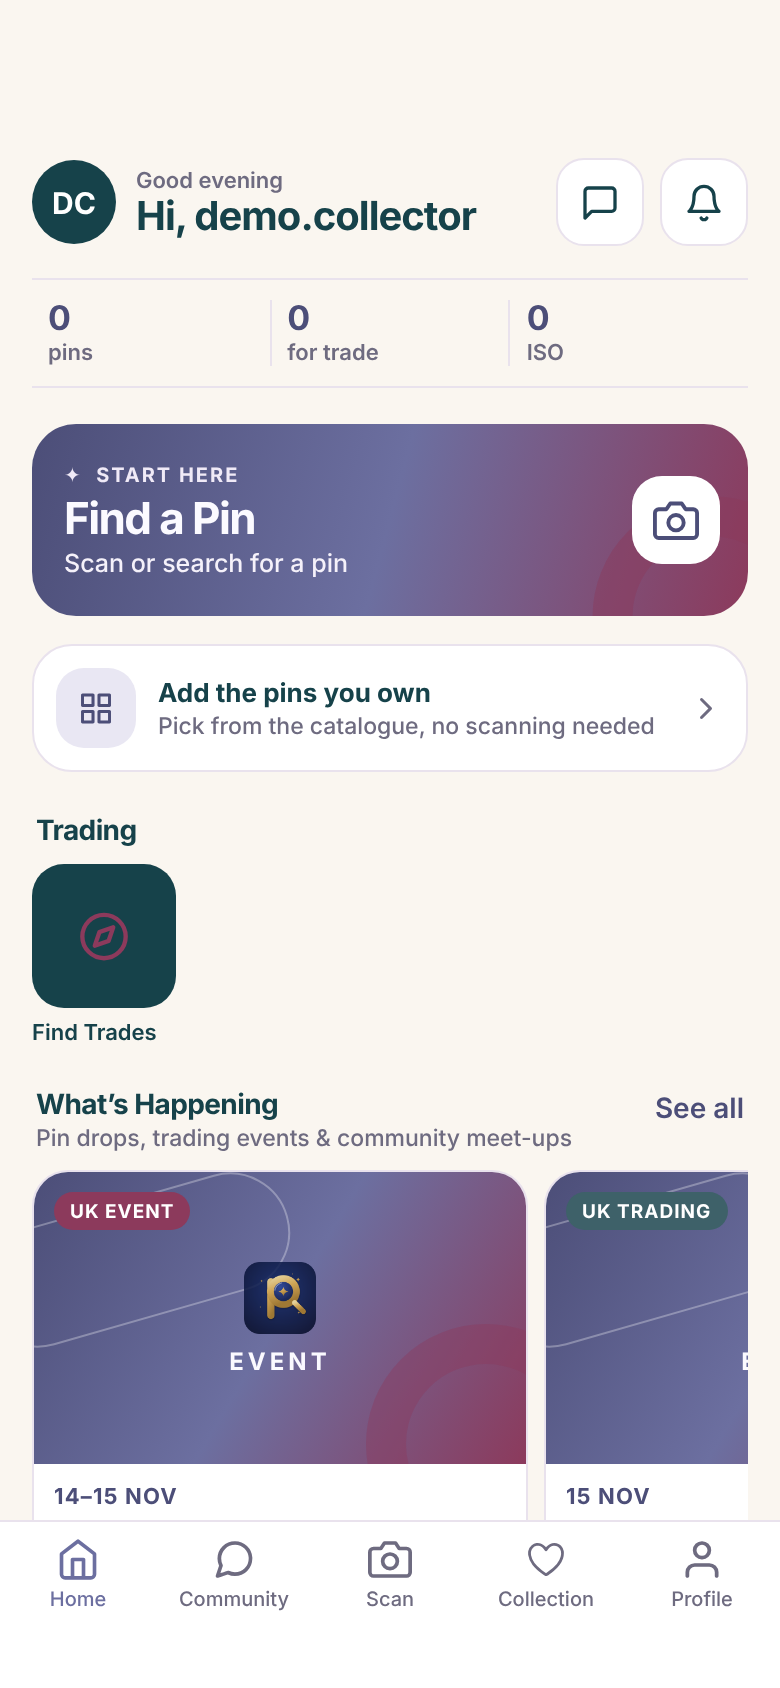 DC
Good evening
Hi, demo.collector
0
pins
0
for trade
0
ISO
✦ START HERE
Find a Pin
Scan or search for a pin
Add the pins you own
Pick from the catalogue, no scanning needed
Trading
Find Trades
What’s Happening
See all
Pin drops, trading events & community meet-ups
UK EVENT
EVENT
14–15 NOV
UK TRADING
15 NOV
Home
Community
Scan
Collection
Profile